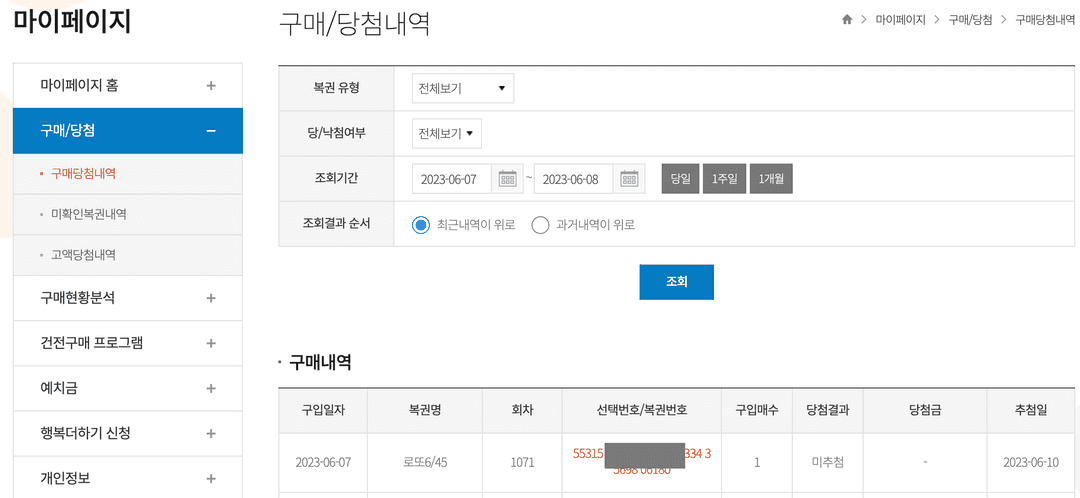 마이페이지
구매/당첨내역
마이페이지 > 구매/당첨 > 구매당첨내역
마이페이지 홈 +
구매/당첨 −
구매당첨내역
미확인복권내역
고액당첨내역
구매현황분석 +
건전구매 프로그램 +
예치금 +
행복더하기 신청 +
개인정보 +
복권 유형 전체보기
당/낙첨여부 전체보기
조회기간 2023-06-07 ~ 2023-06-08 당일 1주일 1개월
조회결과 순서 최근내역이 위로 과거내역이 위로
조회
구매내역
구입일자 복권명 회차 선택번호/복권번호 구입매수 당첨결과 당첨금 추첨일
2023-06-07 로또6/45 1071 55315 334 3 1 미추첨 - 2023-06-10
5698 06180